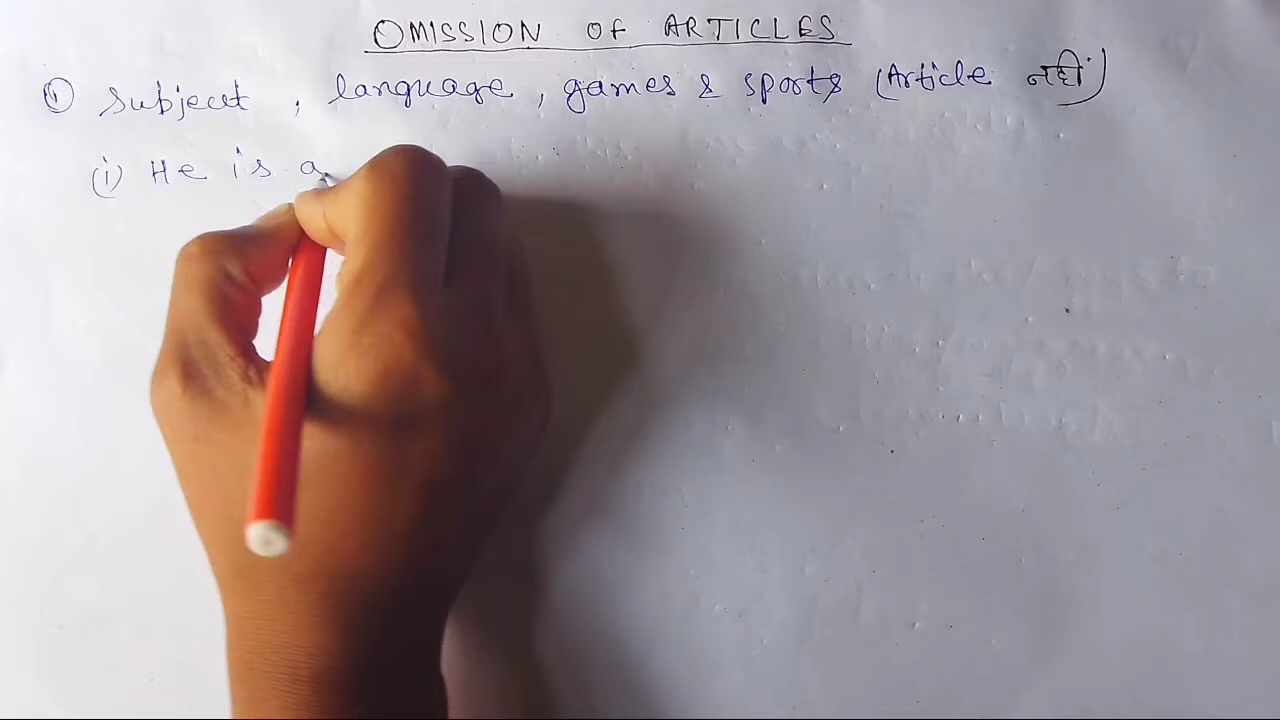 OMISSION OF ARTICLES
① Subject, language, games & sports (Article नहीं)
(i) He is a